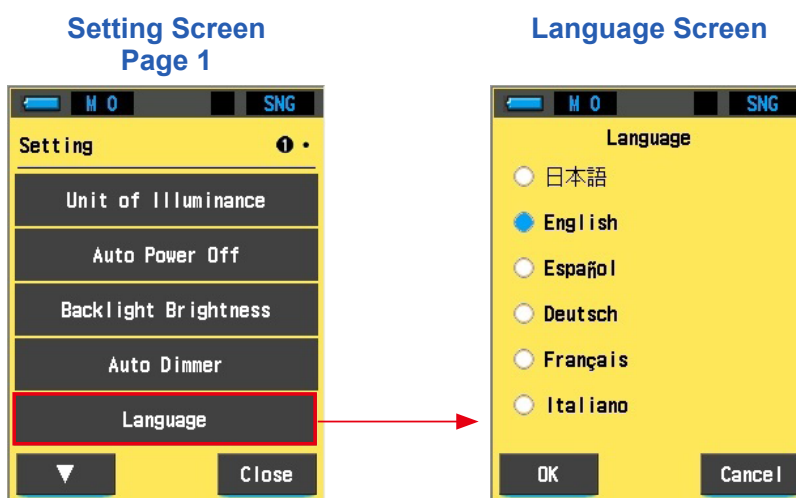 Setting Screen
Page 1
M 0 SNG
Setting ❶ •
Unit of Illuminance
Auto Power Off
Backlight Brightness
Auto Dimmer
Language
▼ Close
Language Screen
M 0 SNG
Language
日本語
English
Español
Deutsch
Français
Italiano
OK Cancel